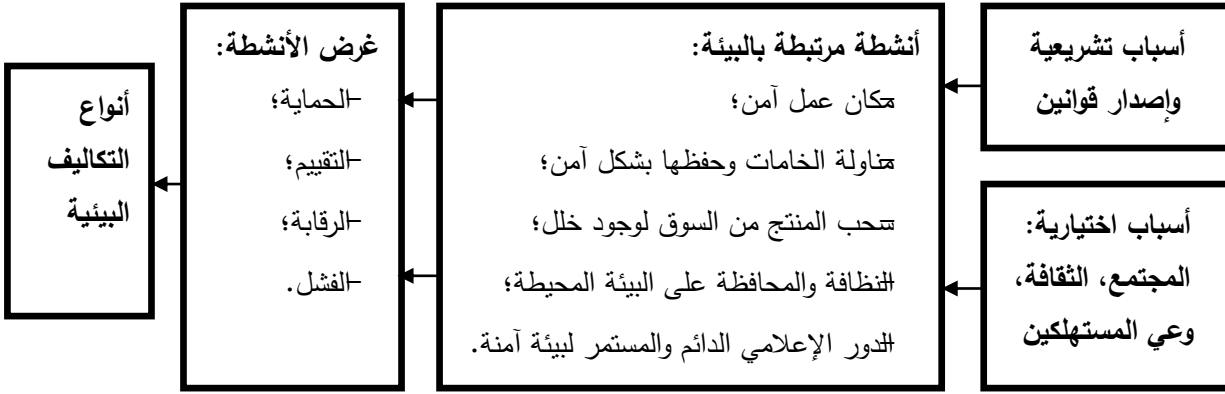 أسباب تشريعية
وإصدار قوانين
أسباب اختيارية:
المجتمع، الثقافة،
وعي المستهلكين
أنشطة مرتبطة بالبيئة:
-مكان عمل آمن؛
-مناولة الخامات وحفظها بشكل آمن؛
-سحب المنتج من السوق لوجود خلل؛
-النظافة والمحافظة على البيئة المحيطة؛
-الدور الإعلامي الدائم والمستمر لبيئة آمنة.
غرض الأنشطة:
-الحماية؛
-التقييم؛
-الرقابة؛
-الفشل.
أنواع
التكاليف
البيئية